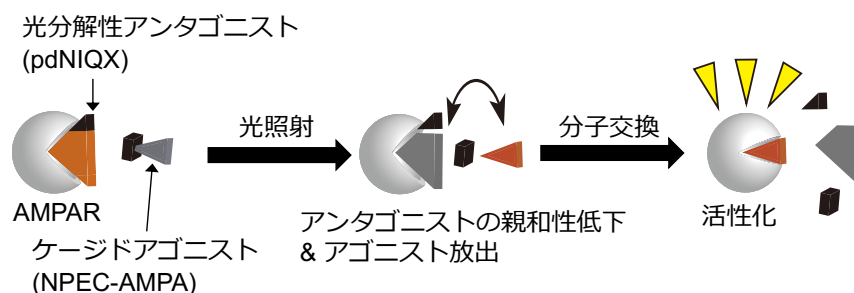 光分解性アンタゴニスト
(pdNIQX)
光照射
分子交換
AMPAR
ケージドアゴニスト
(NPEC-AMPA)
アンタゴニストの親和性低下
& アゴニスト放出
活性化